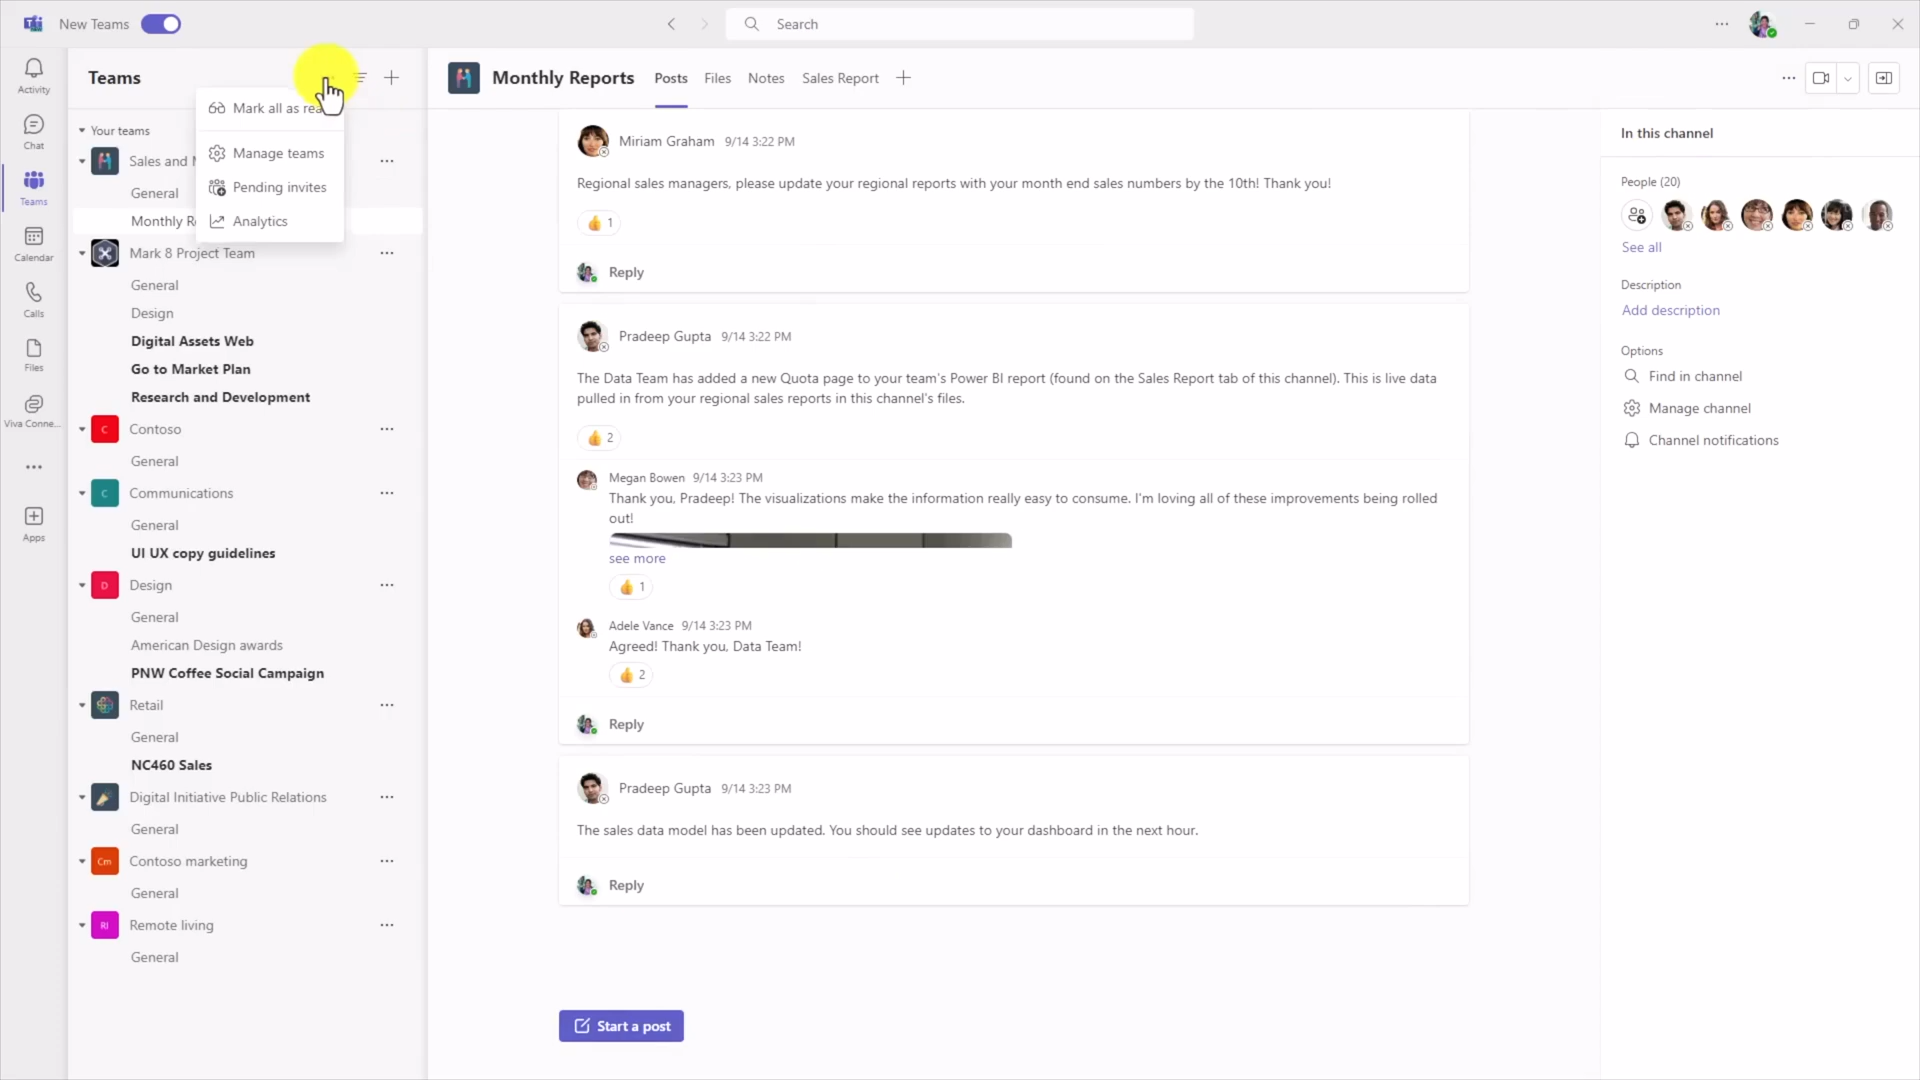 New Teams
Search
Activity
Chat
Teams
Calendar
Calls
Files
Viva Conne...
Apps
Teams
Mark all as rea
Manage teams
Pending invites
Analytics
Your teams
Sales and
General
Monthly
Mark 8 Project Team
General
Design
Digital Assets Web
Go to Market Plan
Research and Development
C Contoso
General
C Communications
General
UI UX copy guidelines
D Design
General
American Design awards
PNW Coffee Social Campaign
Retail
General
NC460 Sales
Digital Initiative Public Relations
General
Cm Contoso marketing
General
Rl Remote living
General
Monthly Reports Posts Files Notes Sales Report
Miriam Graham 9/14 3:22 PM
Regional sales managers, please update your regional reports with your month end sales numbers by the 10th! Thank you!
1
Reply
Pradeep Gupta 9/14 3:22 PM
The Data Team has added a new Quota page to your team's Power BI report (found on the Sales Report tab of this channel). This is live data
pulled in from your regional sales reports in this channel's files.
2
Megan Bowen 9/14 3:23 PM
Thank you, Pradeep! The visualizations make the information really easy to consume. I'm loving all of these improvements being rolled
out!
see more
1
Adele Vance 9/14 3:23 PM
Agreed! Thank you, Data Team!
2
Reply
Pradeep Gupta 9/14 3:23 PM
The sales data model has been updated. You should see updates to your dashboard in the next hour.
Reply
Start a post
In this channel
People (20)
See all
Description
Add description
Options
Find in channel
Manage channel
Channel notifications